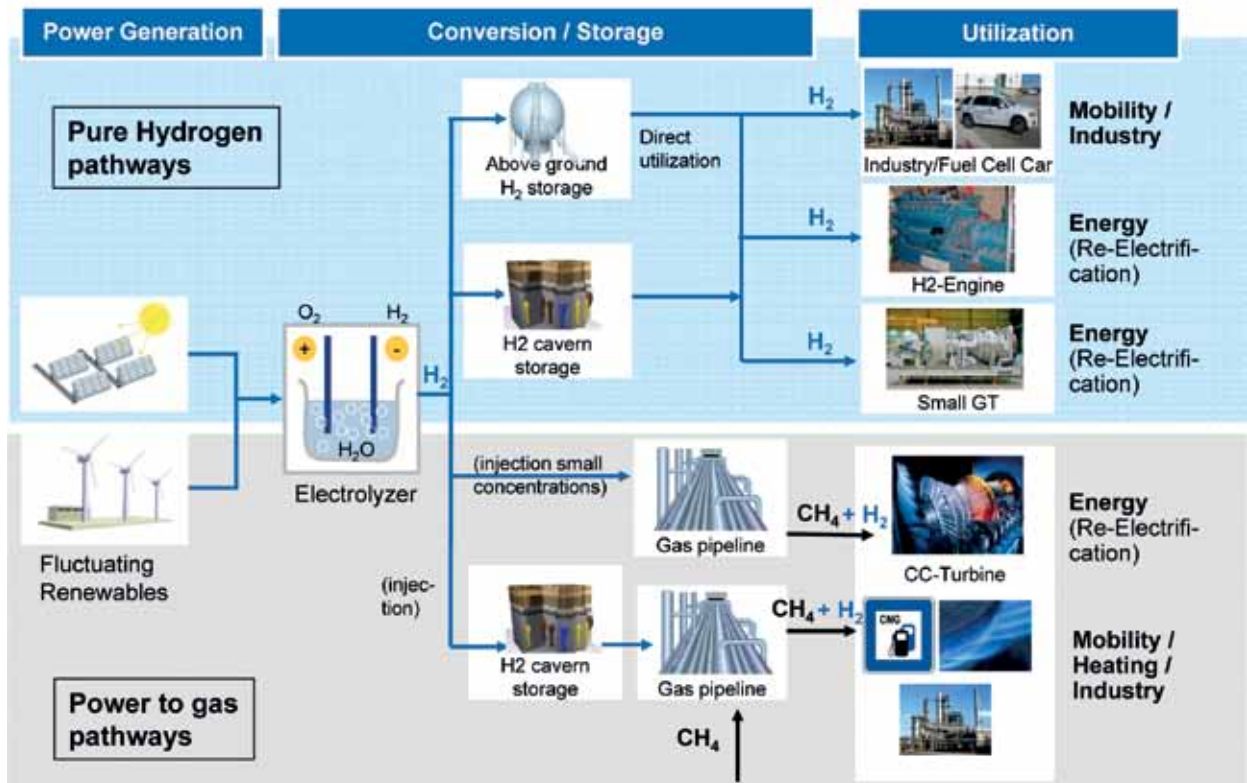 Power Generation
Conversion / Storage
Utilization
Pure Hydrogen
pathways
Above ground
H₂ storage
Direct
utilization
H₂
Industry/Fuel Cell Car
Mobility /
Industry
H₂
H2-Engine
Energy
(Re-Electrifi-
cation)
H2 cavern
storage
H₂
Small GT
Energy
(Re-Electrifi-
cation)
O₂
H₂
+
-
H₂O
Electrolyzer
H₂
Fluctuating
Renewables
(injection small
concentrations)
Gas pipeline
CH₄ + H₂
CC-Turbine
Energy
(Re-Electrifi-
cation)
(injec-
tion)
H2 cavern
storage
Gas pipeline
CH₄ + H₂
CNG
Mobility /
Heating /
Industry
Power to gas
pathways
CH₄